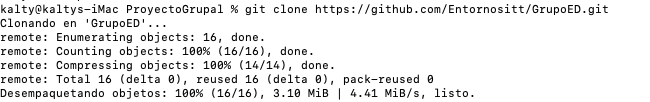 kalty@kaltys-iMac ProyectoGrupal % git clone https://github.com/Entornositt/GrupoED.git
Clonando en 'GrupoED'...
remote: Enumerating objects: 16, done.
remote: Counting objects: 100% (16/16), done.
remote: Compressing objects: 100% (14/14), done.
remote: Total 16 (delta 0), reused 16 (delta 0), pack-reused 0
Desempaquetando objetos: 100% (16/16), 3.10 MiB | 4.41 MiB/s, listo.